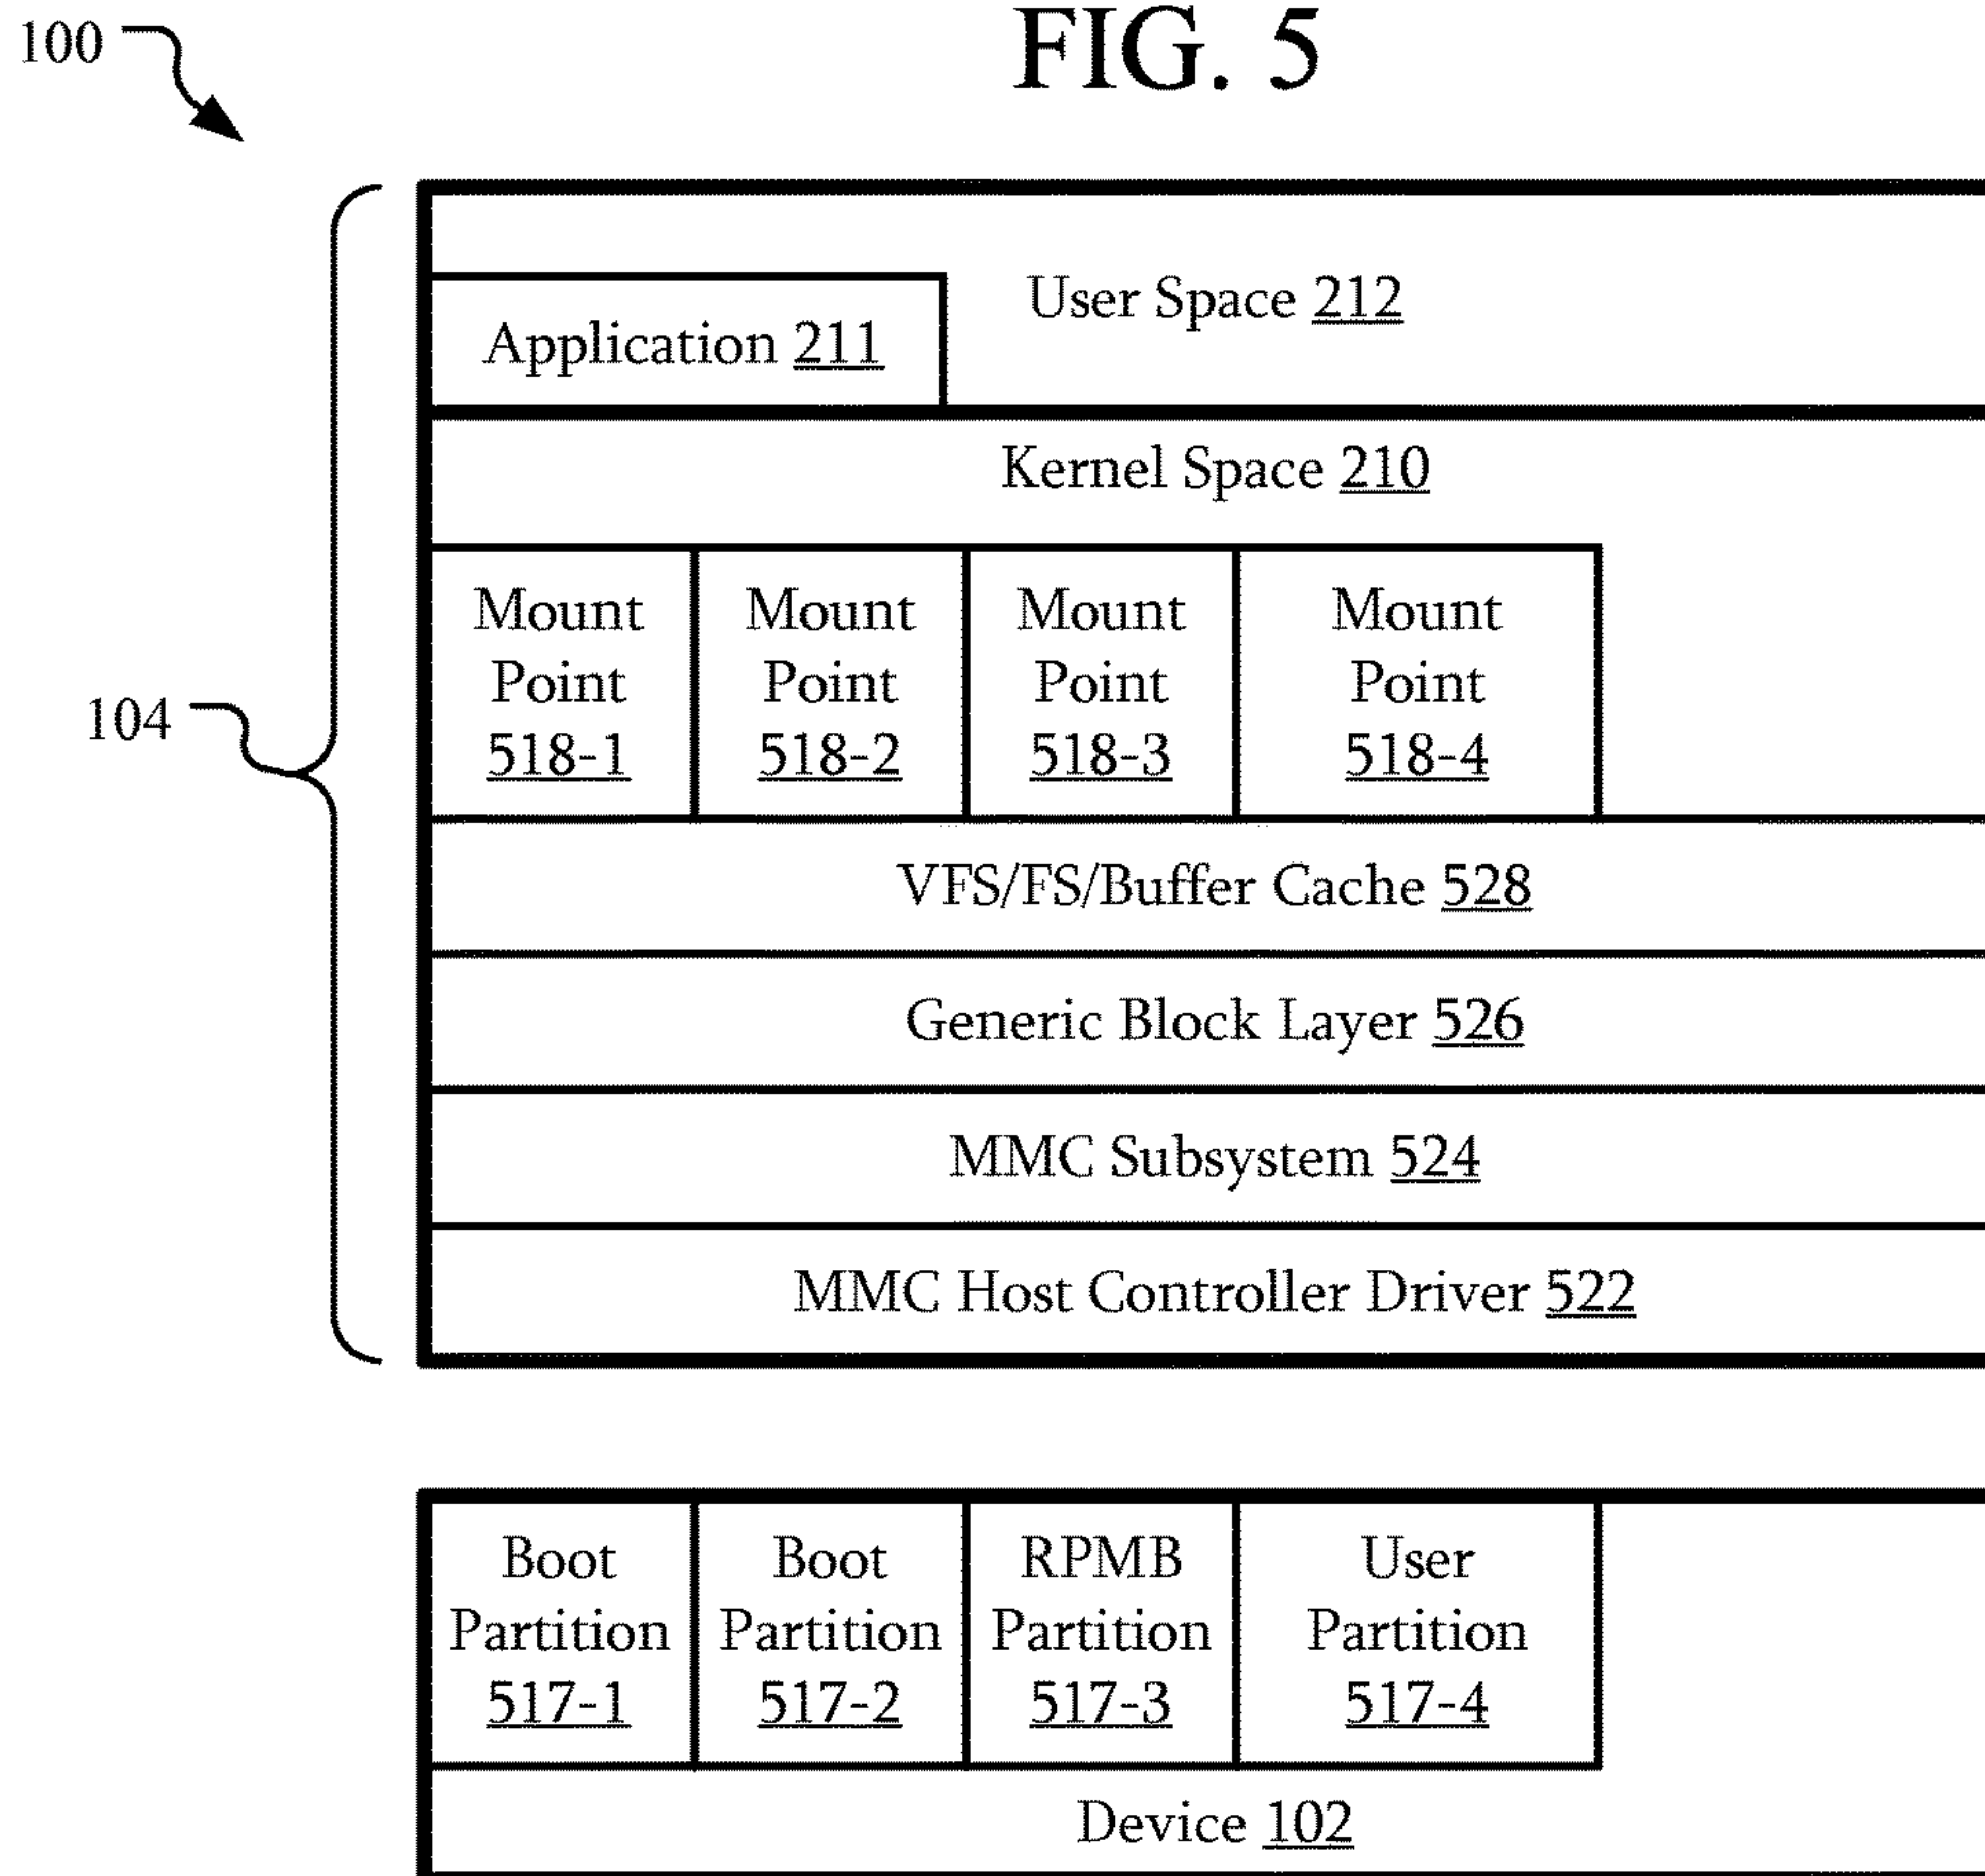 FIG. 5
100
User Space 212
Application 211
Kernel Space 210
Mount
Point
518-1
Mount
Point
518-2
Mount
Point
518-3
Mount
Point
518-4
104
VFS/FS/Buffer Cache 528
Generic Block Layer 526
MMC Subsystem 524
MMC Host Controller Driver 522
Boot
Partition
517-1
Boot
Partition
517-2
RPMB
Partition
517-3
User
Partition
517-4
Device 102